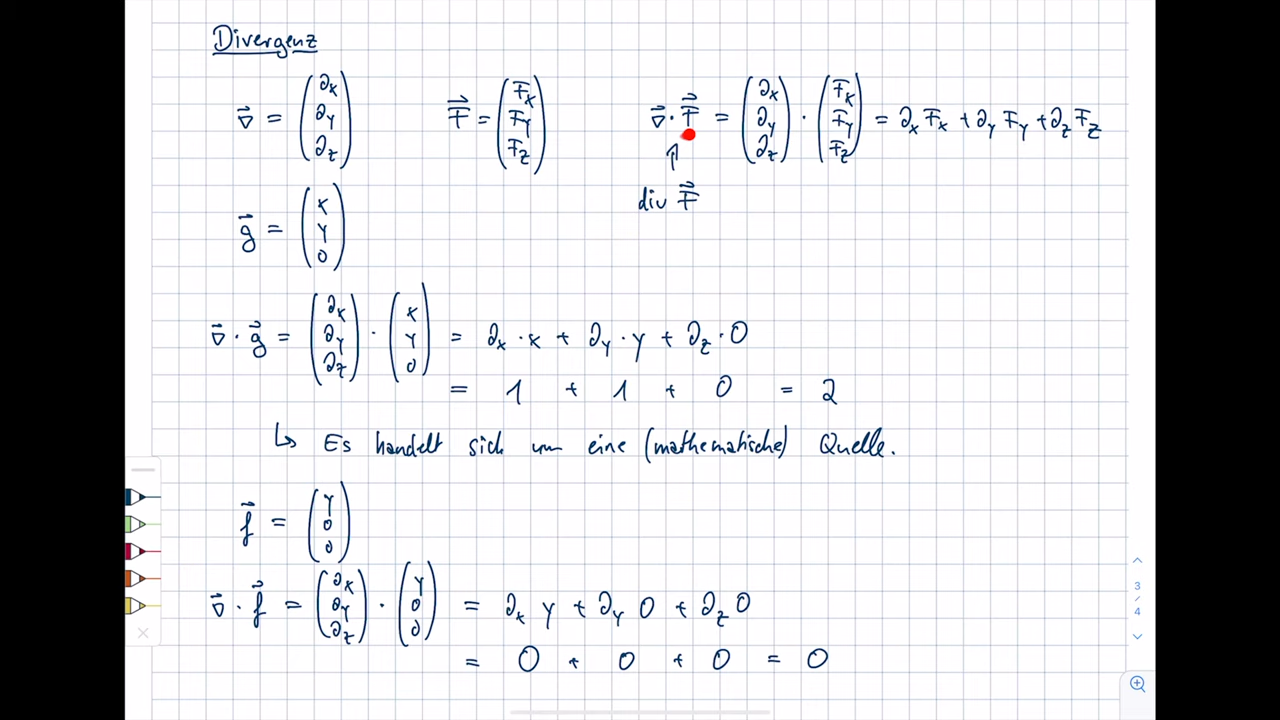 Divergenz
∇⃗ = (∂x ∂y ∂z) F⃗ = (Fx Fy Fz) ∇⃗ · F⃗ = (∂x ∂y ∂z) · (Fx Fy Fz) = ∂x Fx + ∂y Fy + ∂z Fz
↑
div F⃗
g⃗ = (x y 0)
∇⃗ · g⃗ = (∂x ∂y ∂z) · (x y 0) = ∂x · x + ∂y · y + ∂z · 0
= 1 + 1 + 0 = 2
↳ Es handelt sich um eine (mathematische) Quelle.
f⃗ = (y 0 0)
∇⃗ · f⃗ = (∂x ∂y ∂z) · (y 0 0) = ∂x y + ∂y 0 + ∂z 0
= 0 + 0 + 0 = 0
3
/
4